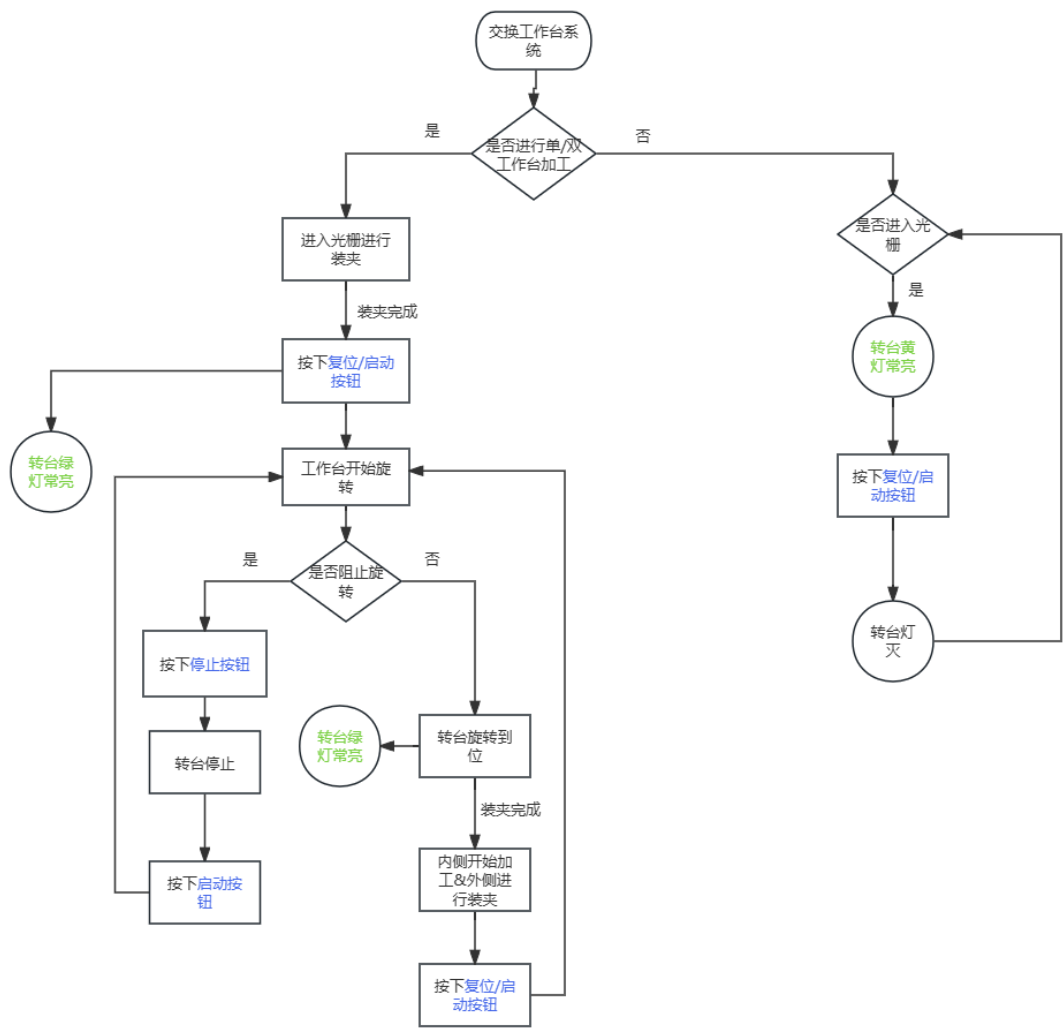 交换工作台系
统
是否进行单/双
工作台加工
是
否
进入光栅进行
装夹
装夹完成
按下复位/启动
按钮
转台绿
灯常亮
工作台开始旋
转
是否阻止旋
转
是
否
按下停止按钮
转台停止
按下启动按
钮
转台旋转到
位
转台绿
灯常亮
装夹完成
内侧开始加
工&外侧进
行装夹
按下复位/启
动按钮
是否进入光
栅
是
转台黄
灯常亮
按下复位/启
动按钮
转台灯
灭